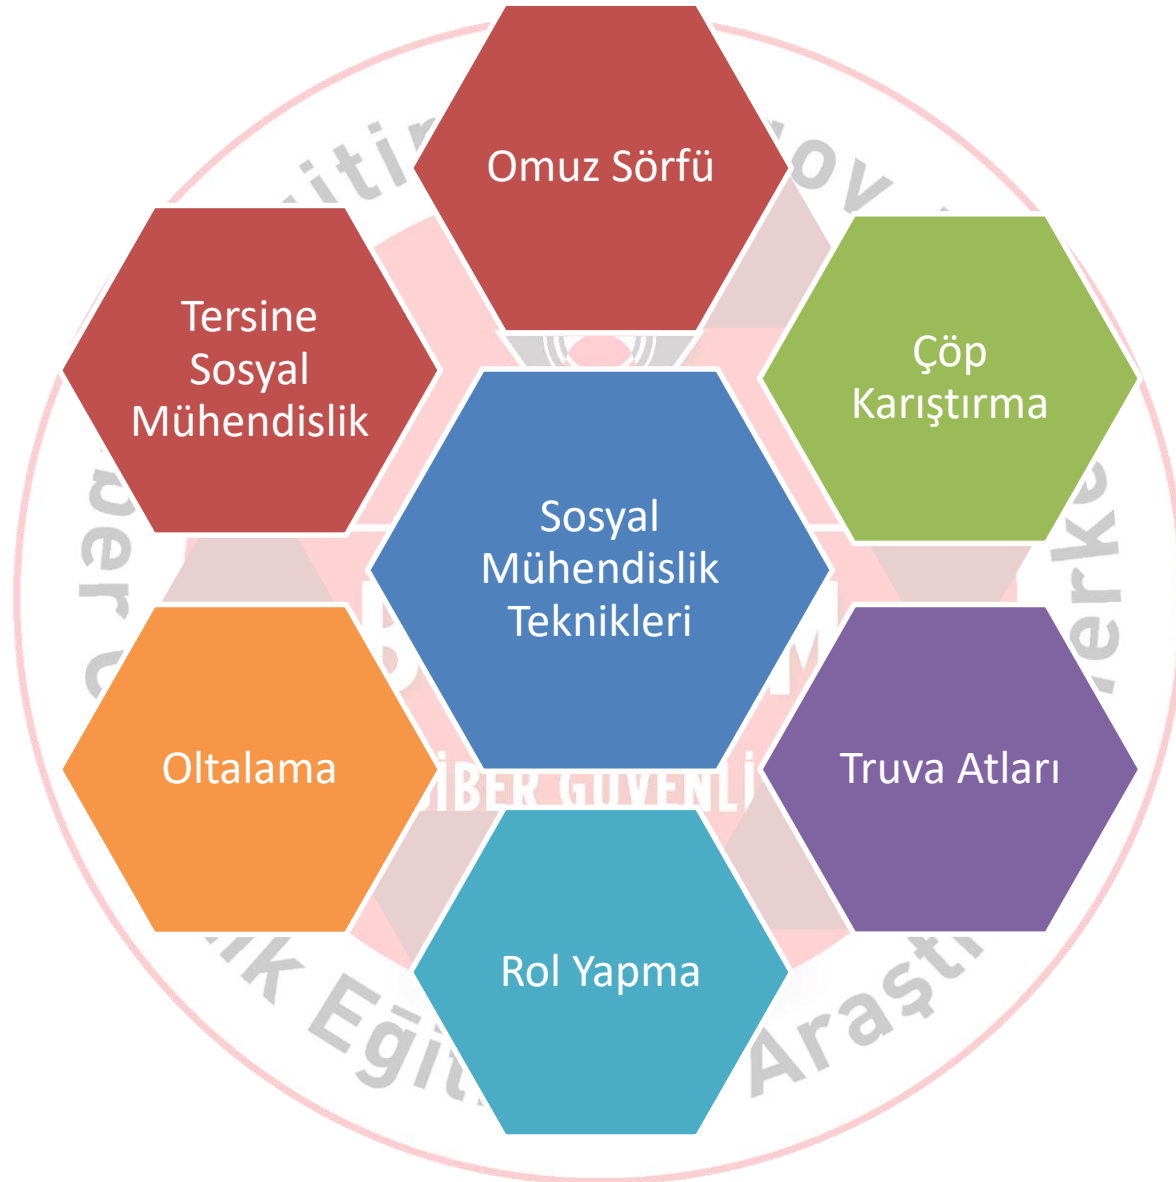 Omuz Sörfü
Çöp
Karıştırma
Truva Atları
Rol Yapma
Oltalama
Tersine
Sosyal
Mühendislik
Sosyal
Mühendislik
Teknikleri